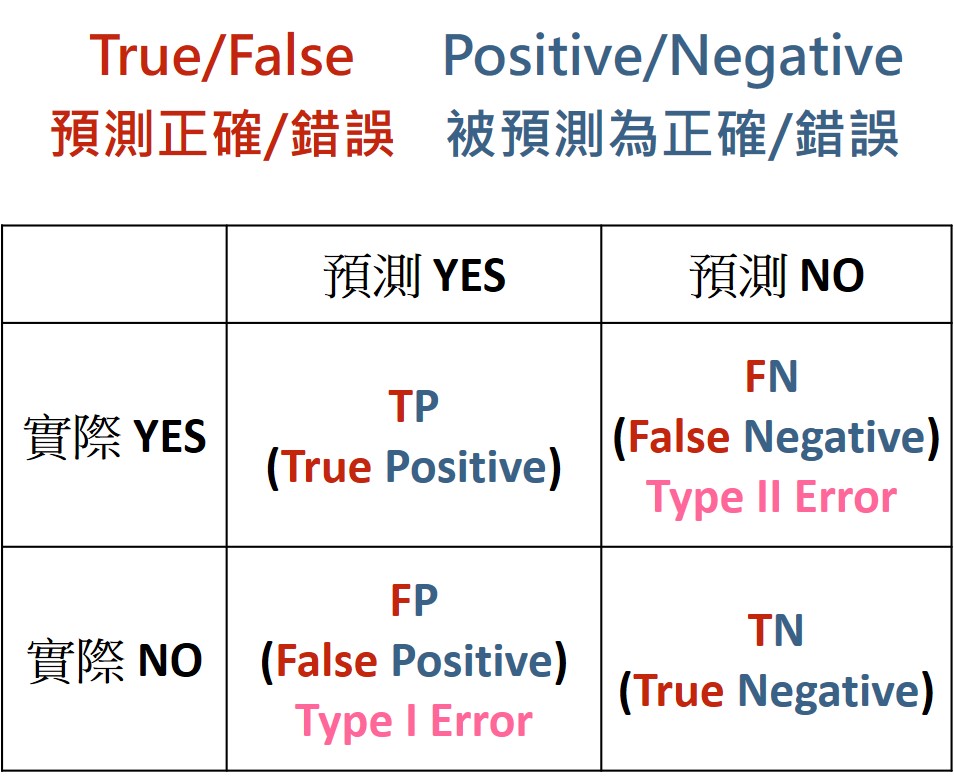 True/False Positive/Negative
預測正確/錯誤 被預測為正確/錯誤
預測 YES 預測 NO
實際 YES
TP
(True Positive)
FN
(False Negative)
Type II Error
實際 NO
FP
(False Positive)
Type I Error
TN
(True Negative)